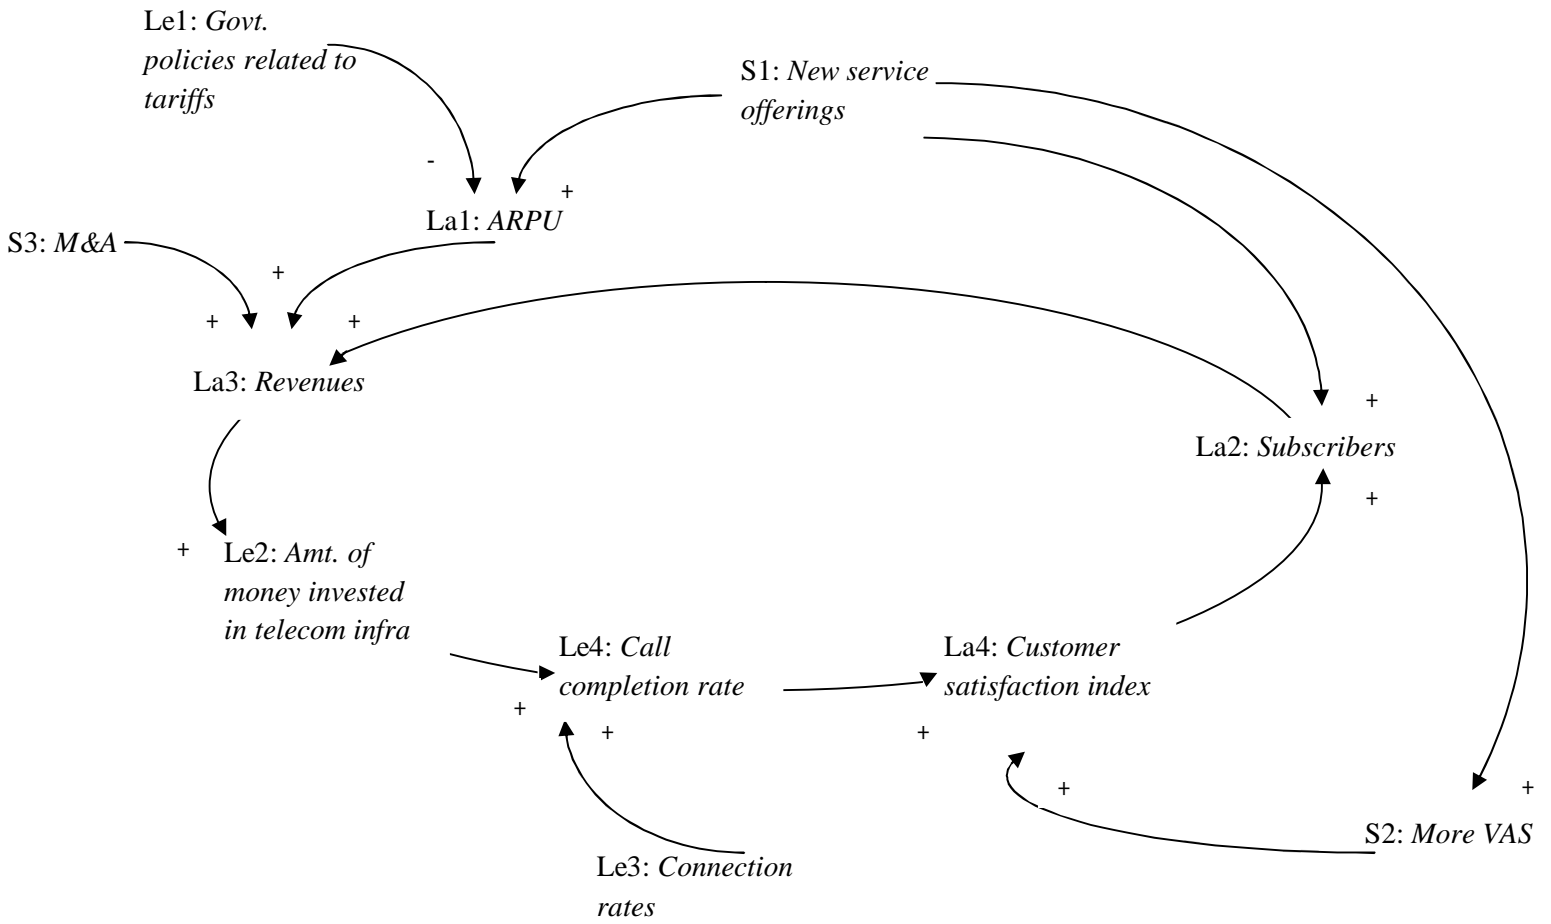 Le1: Govt.
policies related to
tariffs
S1: New service
offerings
-
+
La1: ARPU
S3: M&A
+
+
+
La3: Revenues
+
La2: Subscribers
+
+
Le2: Amt. of
money invested
in telecom infra
Le4: Call
completion rate
La4: Customer
satisfaction index
+
+
+
+
+
S2: More VAS
Le3: Connection
rates